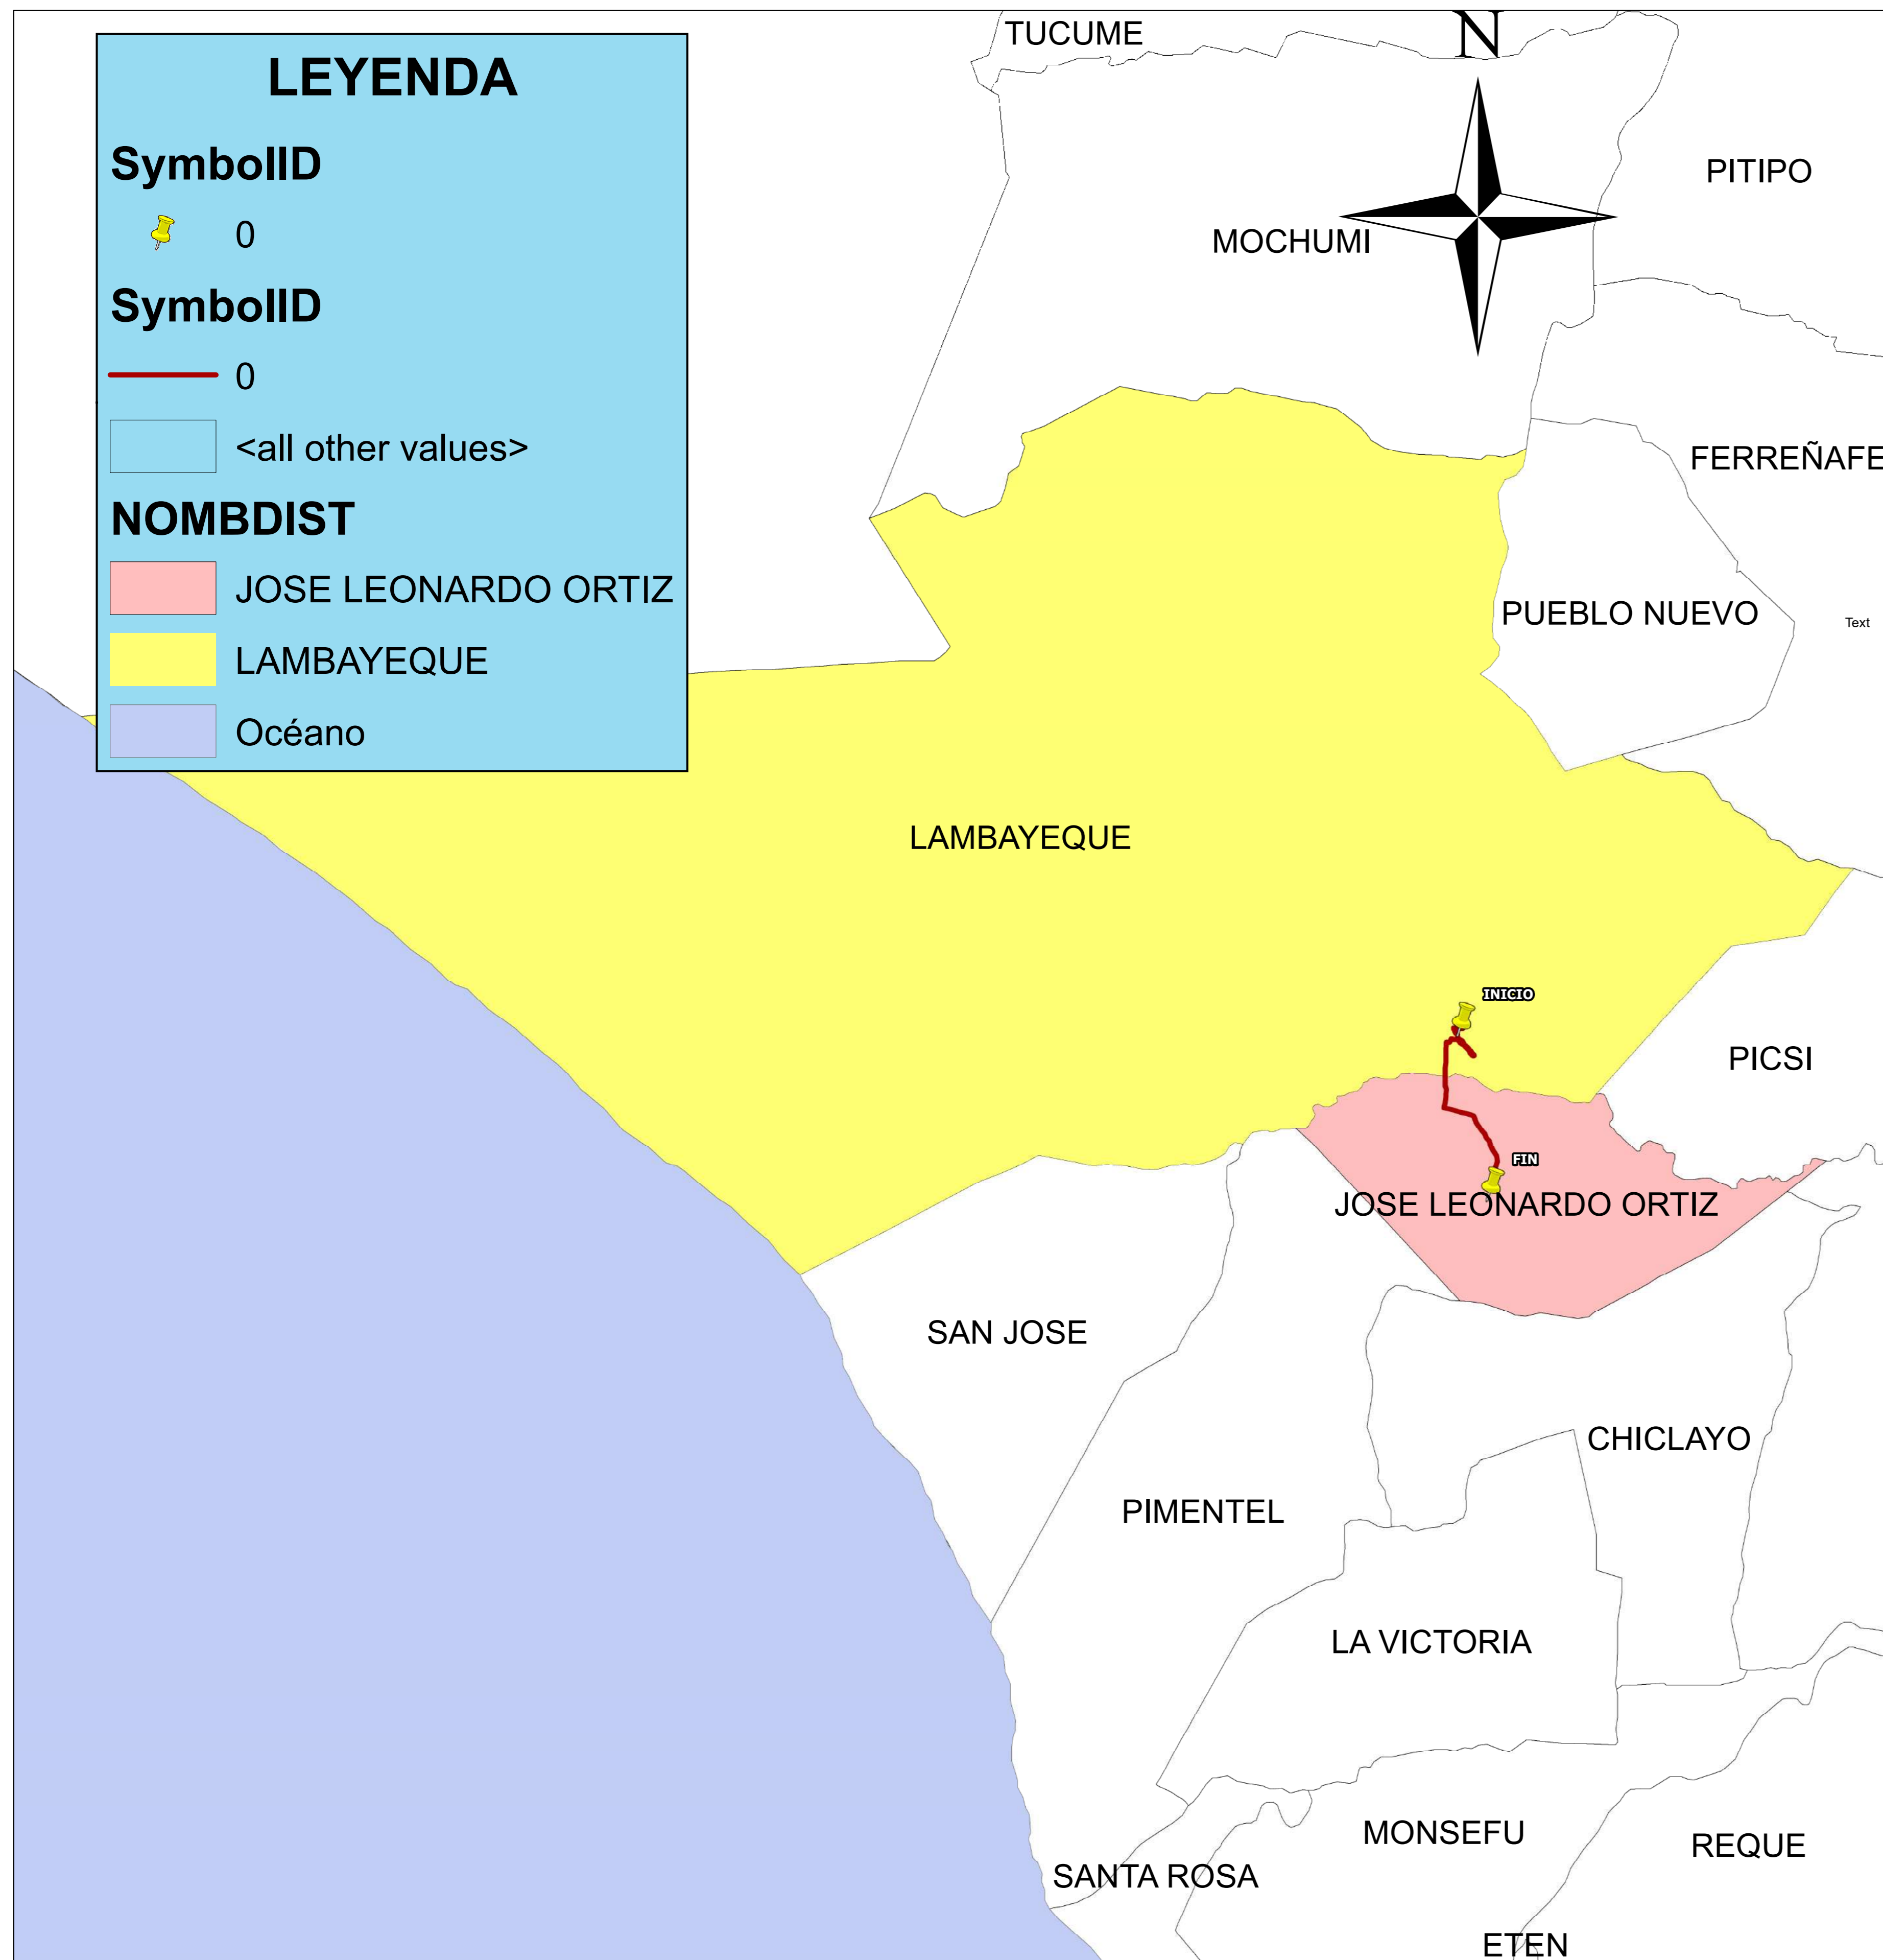 LEYENDA
SymbolID
0
SymbolID
0
<all other values>
NOMBDIST
JOSE LEONARDO ORTIZ
LAMBAYEQUE
Océano
TUCUME
N
PITIPO
MOCHUMI
FERREÑAFE
PUEBLO NUEVO
Text
LAMBAYEQUE
INICIO
PICSI
FIN
JOSE LEONARDO ORTIZ
SAN JOSE
CHICLAYO
PIMENTEL
LA VICTORIA
MONSEFU
REQUE
SANTA ROSA
ETEN